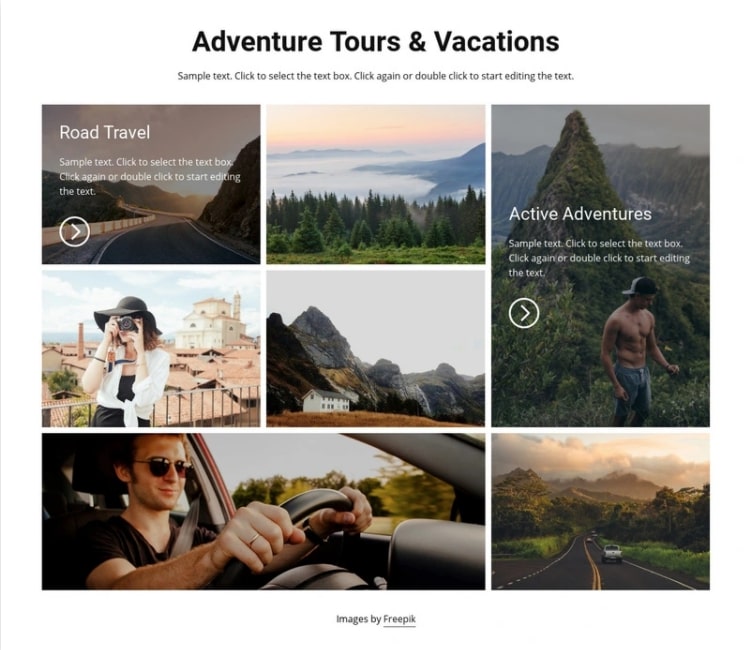 Adventure Tours & Vacations
Sample text. Click to select the text box. Click again or double click to start editing the text.
Road Travel
Sample text. Click to select the text box.
Click again or double click to start editing
the text.
Active Adventures
Sample text. Click to select the text box.
Click again or double click to start editing
the text.
Images by Freepik